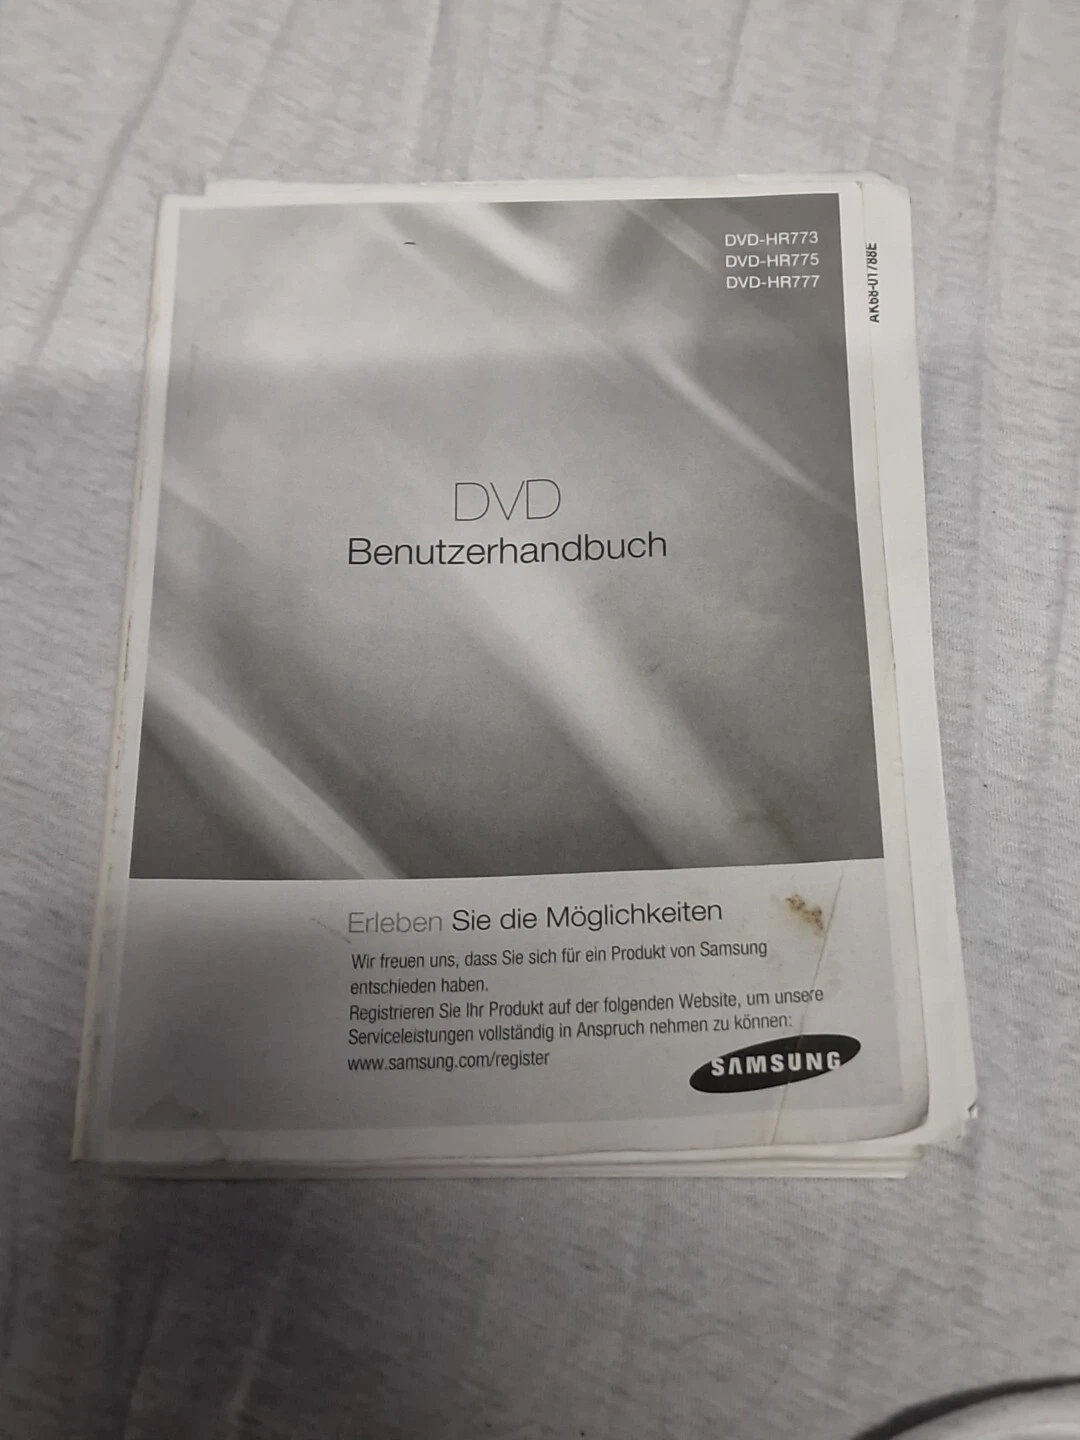 DVD-HR773
DVD-HR775
DVD-HR777
AK68-01788E
DVD
Benutzerhandbuch
Erleben Sie die Möglichkeiten
Wir freuen uns, dass Sie sich für ein Produkt von Samsung
entschieden haben.
Registrieren Sie Ihr Produkt auf der folgenden Website, um unsere
Serviceleistungen vollständig in Anspruch nehmen zu können:
www.samsung.com/register
SAMSUNG